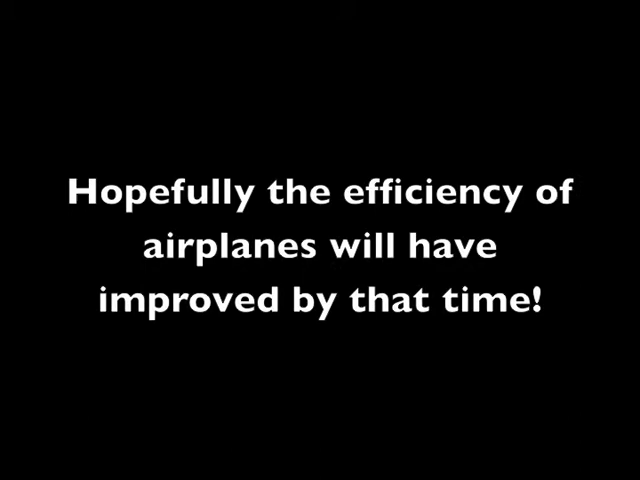 Hopefully the efficiency of
airplanes will have
improved by that time!